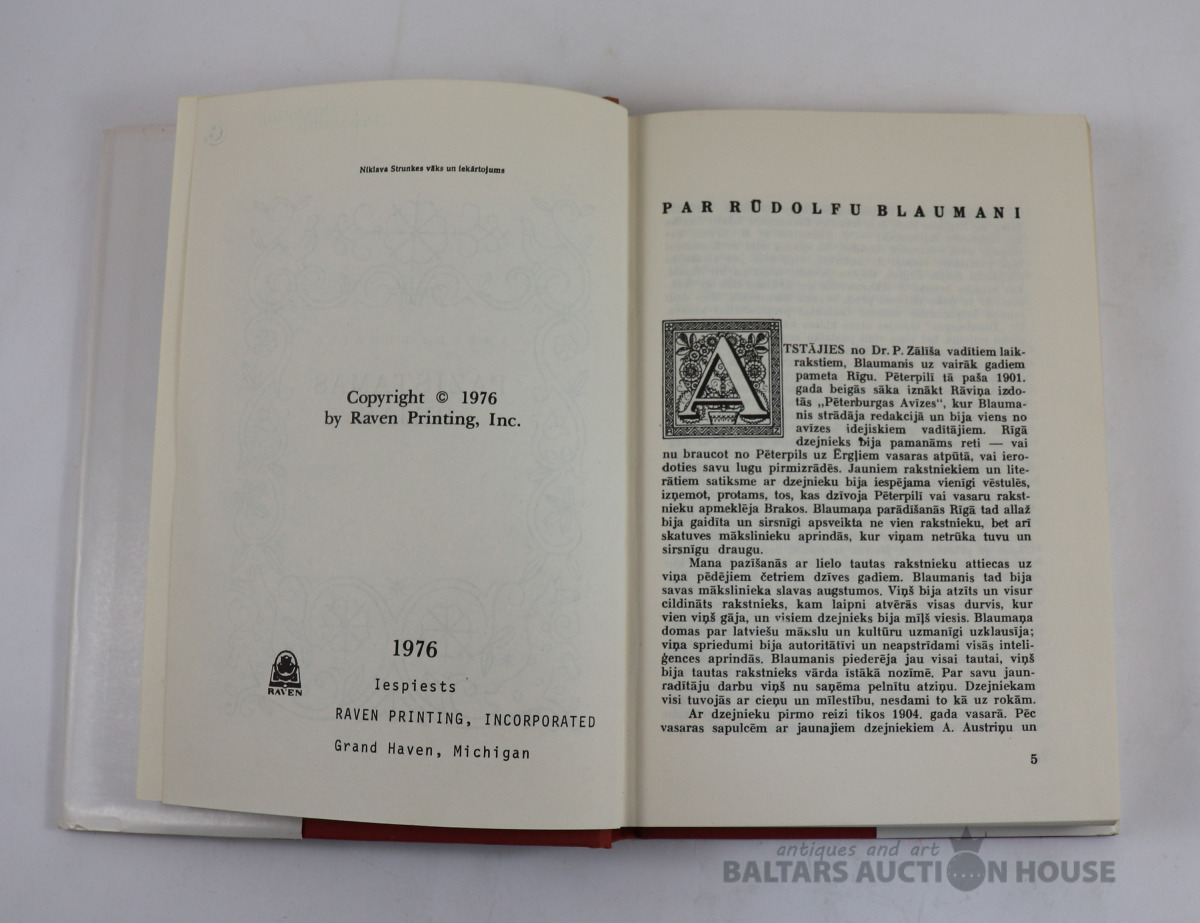 Niklava Strunkes vāks un iekārtojums
Copyright © 1976
by Raven Printing, Inc.
1976
RAVEN
Iespiests
RAVEN PRINTING, INCORPORATED
Grand Haven, Michigan
PAR RŪDOLFU BLAUMANI
ATSTĀJIES no Dr. P. Zālīša vadītiem laik-
rakstiem, Blaumanis uz vairāk gadiem
pameta Rīgu. Pēterpilī tā paša 1901.
gada beigās sāka iznākt Rāviņa izdo-
tās „Pēterburgas Avīzes“, kur Blauma-
nis strādāja redakcijā un bija viens no
avīzes idejiskiem vadītājiem. Rīgā
dzejnieks bija pamanāms reti — vai
nu braucot no Pēterpils uz Ērgļiem vasaras atpūtā, vai iero-
doties savu lugu pirmizrādēs. Jauniem rakstniekiem un lite-
rātiem satiksme ar dzejnieku bija iespējama vienīgi vēstulēs,
izņemot, protams, tos, kas dzīvoja Pēterpilī vai vasaru rakst-
nieku apmeklēja Brakos. Blaumaņa parādīšanās Rīgā tad allaž
bija gaidīta un sirsnīgi apsveikta ne vien rakstnieku, bet arī
skatuves mākslinieku aprindās, kur viņam netrūka tuvu un
sirsnīgu draugu.
Mana pazīšanās ar lielo tautas rakstnieku attiecas uz
viņa pēdējiem četriem dzīves gadiem. Blaumanis tad bija
savas mākslinieka slavas augstumos. Viņš bija atzīts un visur
cildināts rakstnieks, kam laipni atvērās visas durvis, kur
vien viņš gāja, un visiem dzejnieks bija mīļš viesis. Blaumaņa
domas par latviešu mākslu un kultūru uzmanīgi uzklausīja;
viņa spriedumi bija autoritātīvi un neapstrīdami visās inteli-
ģences aprindās. Blaumanis piederēja jau visai tautai, viņš
bija tautas rakstnieks vārda īstākā nozīmē. Par savu jaun-
radītāju darbu viņš nu saņēma pelnītu atziņu. Dzejniekam
visi tuvojās ar cieņu un mīlestību, nesdami to kā uz rokām.
Ar dzejnieku pirmo reizi tikos 1904. gada vasarā. Pēc
vasaras sapulcēm ar jaunajiem dzejniekiem A. Austriņu un
5
antiques and art
BALTARS AUCTION HOUSE